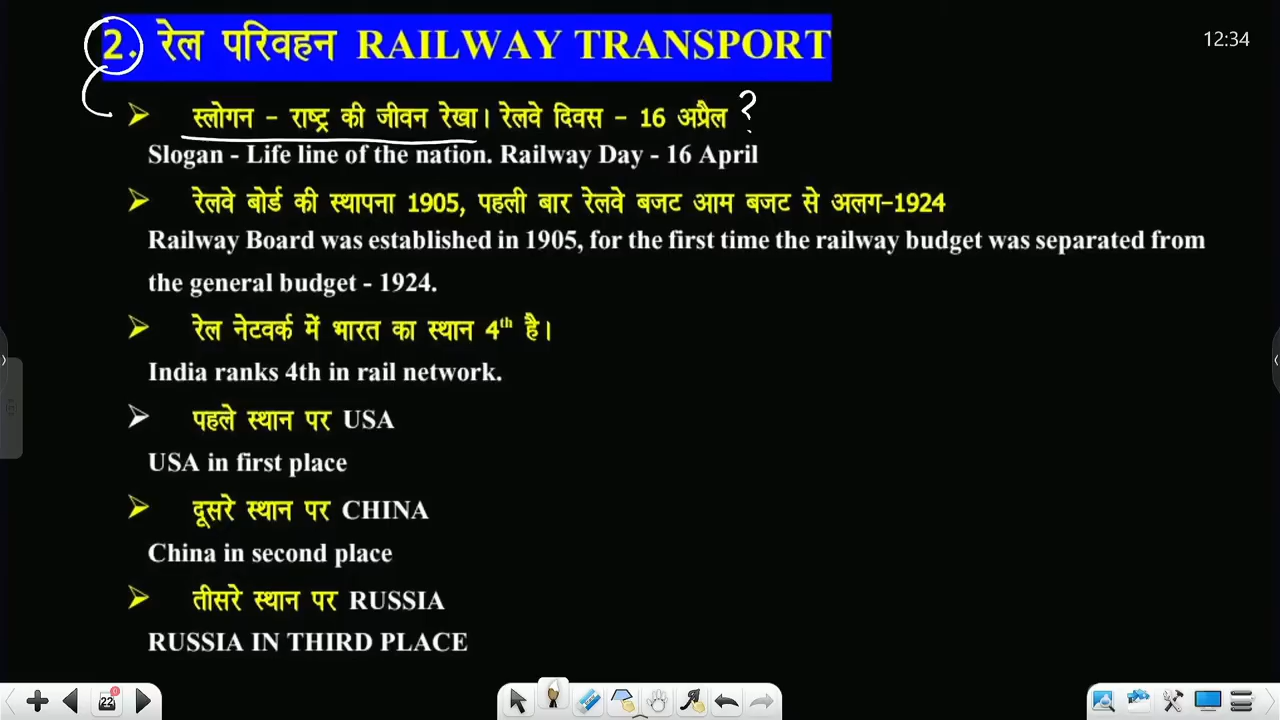 2. रेल परिवहन RAILWAY TRANSPORT
12:34
स्लोगन – राष्ट्र की जीवन रेखा। रेलवे दिवस – 16 अप्रैल ?
Slogan - Life line of the nation. Railway Day - 16 April
रेलवे बोर्ड की स्थापना 1905, पहली बार रेलवे बजट आम बजट से अलग–1924
Railway Board was established in 1905, for the first time the railway budget was separated from
the general budget - 1924.
रेल नेटवर्क में भारत का स्थान 4th है।
India ranks 4th in rail network.
पहले स्थान पर USA
USA in first place
दूसरे स्थान पर CHINA
China in second place
तीसरे स्थान पर RUSSIA
RUSSIA IN THIRD PLACE
22